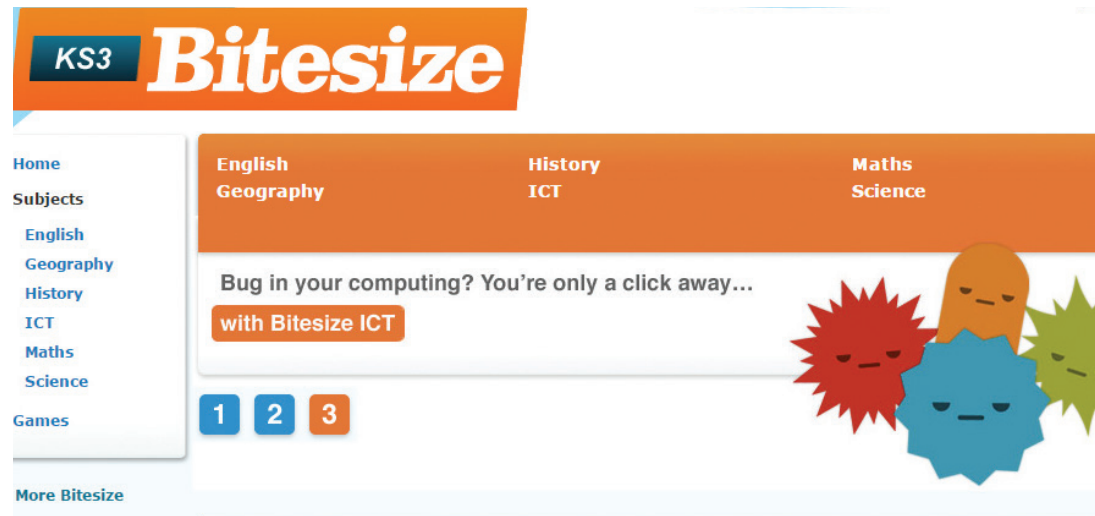 KS3 Bitesize
Home
Subjects
English
Geography
History
ICT
Maths
Science
Games
More Bitesize
English History Maths
Geography ICT Science
Bug in your computing? You're only a click away...
with Bitesize ICT
1 2 3